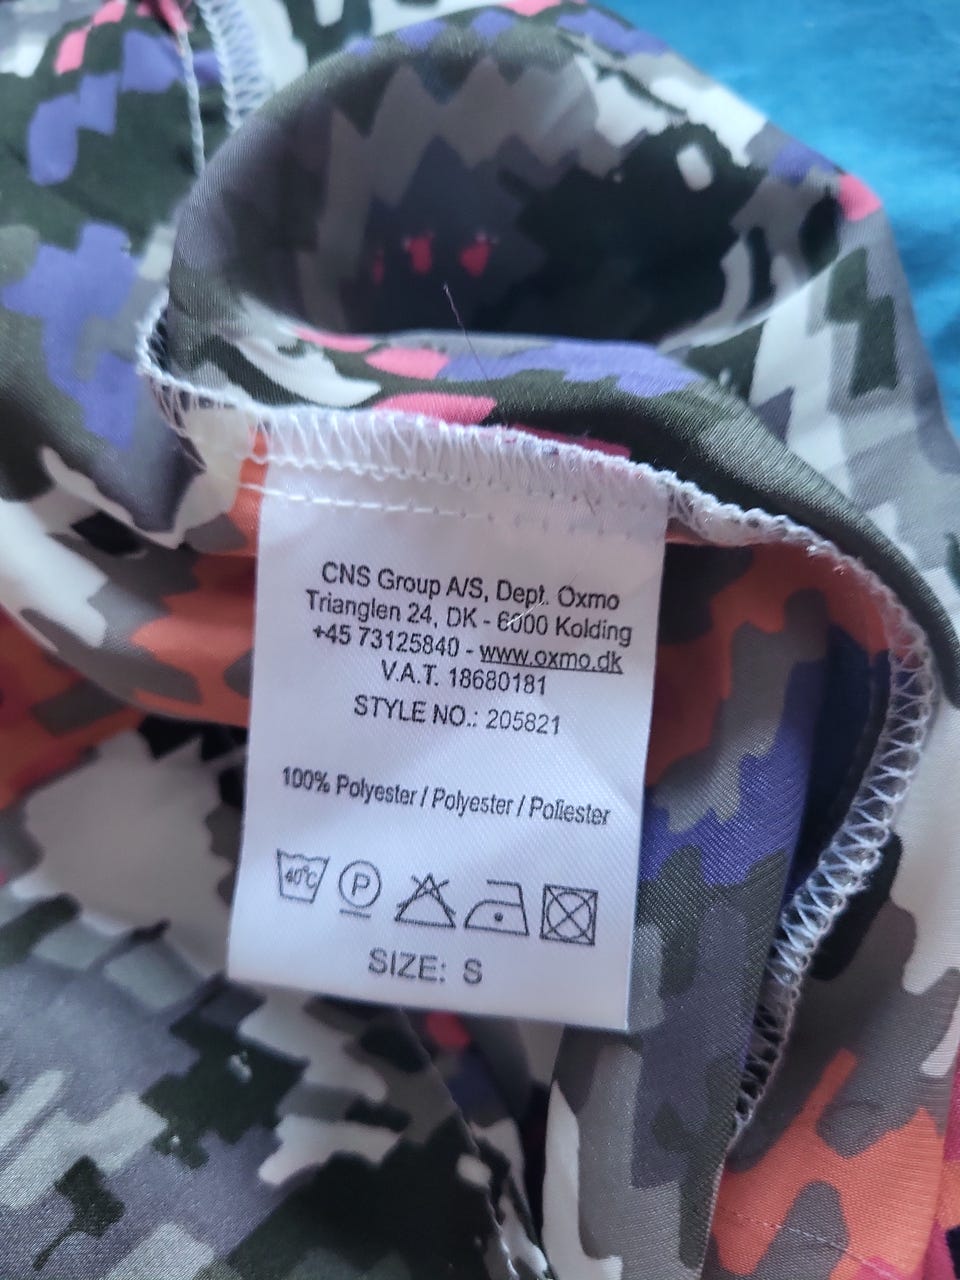 CNS Group A/S, Dept. Oxmo
Trianglen 24, DK - 6000 Kolding
+45 73125840 - www.oxmo.dk
V.A.T. 18680181
STYLE NO.: 205821
100% Polyester / Polyester / Poliester
40°C P
SIZE: S